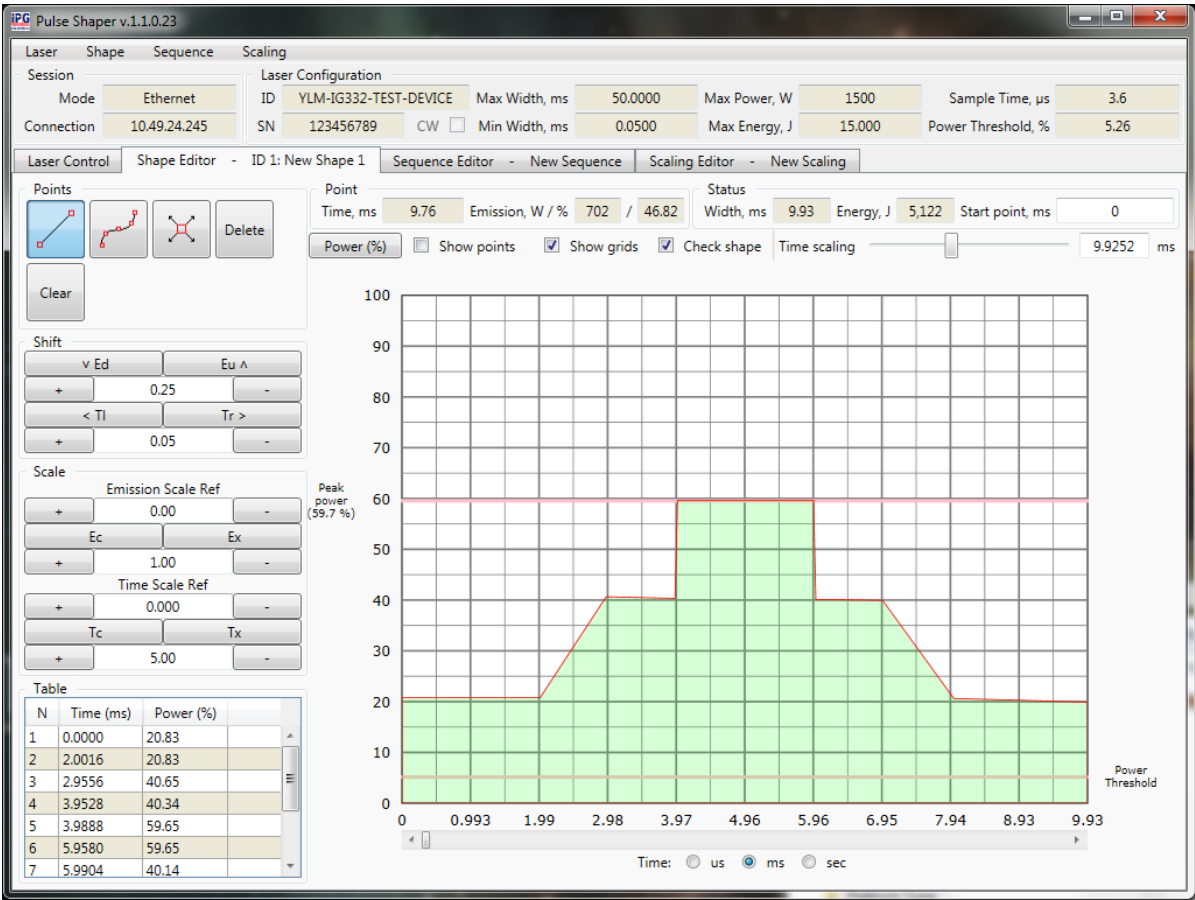 iPG Pulse Shaper v.1.1.0.23
Laser Shape Sequence Scaling
Session Laser Configuration
Mode Ethernet ID YLM-IG332-TEST-DEVICE Max Width, ms 50.0000 Max Power, W 1500 Sample Time, µs 3.6
Connection 10.49.24.245 SN 123456789 CW Min Width, ms 0.0500 Max Energy, J 15.000 Power Threshold, % 5.26
Laser Control Shape Editor - ID 1: New Shape 1 Sequence Editor - New Sequence Scaling Editor - New Scaling
Points Point Status
Time, ms 9.76 Emission, W / % 702 / 46.82 Width, ms 9.93 Energy, J 5,122 Start point, ms 0
Delete
Power (%) Show points Show grids Check shape Time scaling 9.9252 ms
Clear
Shift
v Ed Eu ʌ
+ 0.25 -
< Tl Tr >
+ 0.05 -
Scale
Emission Scale Ref
+ 0.00 -
Ec Ex
+ 1.00 -
Time Scale Ref
+ 0.000 -
Tc Tx
+ 5.00 -
Table
N Time (ms) Power (%)
1 0.0000 20.83
2 2.0016 20.83
3 2.9556 40.65
4 3.9528 40.34
5 3.9888 59.65
6 5.9580 59.65
7 5.9904 40.14
100
90
80
70
60
50
40
30
20
10
0
Peak
power
(59.7 %)
Power
Threshold
0 0.993 1.99 2.98 3.97 4.96 5.96 6.95 7.94 8.93 9.93
Time: us ms sec